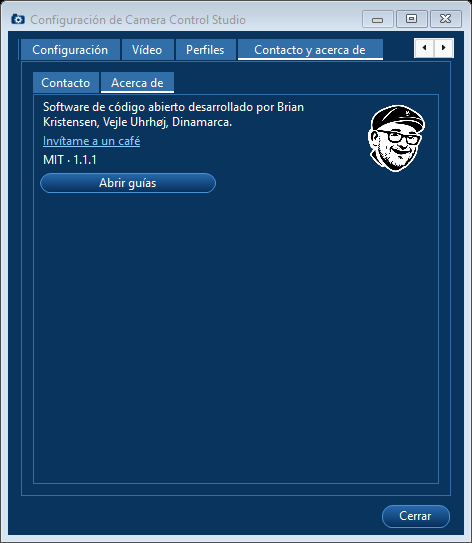 Configuración de Camera Control Studio
Configuración Vídeo Perfiles Contacto y acerca de
Contacto Acerca de
Software de código abierto desarrollado por Brian
Kristensen, Vejle Uhrhøj, Dinamarca.
Invítame a un café
MIT · 1.1.1
Abrir guías
Cerrar